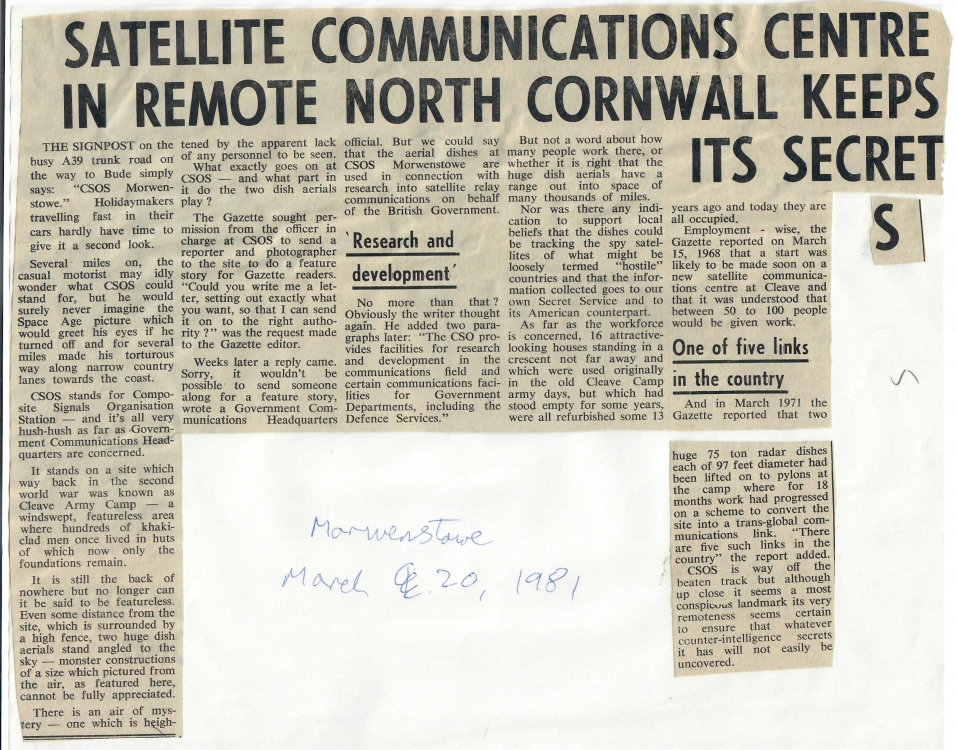 SATELLITE COMMUNICATIONS CENTRE
IN REMOTE NORTH CORNWALL KEEPS
ITS SECRET
THE SIGNPOST on the
busy A39 trunk road on
the way to Bude simply
says: "CSOS Morwen-
stowe." Holidaymakers
travelling fast in their
cars hardly have time to
give it a second look.
Several miles on, the
casual motorist may idly
wonder what CSOS could
stand for, but he would
surely never imagine the
Space Age picture which
would greet his eyes if he
turned off and for several
miles made his torturous
way along narrow country
lanes towards the coast.
CSOS stands for Compo-
site Signals Organisation
Station — and it's all very
hush-hush as far as Govern-
ment Communications Head-
quarters are concerned.
It stands on a site which
way back in the second
world war was known as
Cleave Army Camp — a
windswept, featureless area
where hundreds of khaki-
clad men once lived in huts
of which now only the
foundations remain.
It is still the back of
nowhere but no longer can
it be said to be featureless.
Even some distance from the
site, which is surrounded by
a high fence, two huge dish
aerials stand angled to the
sky — monster constructions
of a size which pictured from
the air, as featured here,
cannot be fully appreciated.
There is an air of mys-
tery — one which is heigh-
tened by the apparent lack
of any personnel to be seen.
What exactly goes on at
CSOS — and what part in
it do the two dish aerials
play?
The Gazette sought per-
mission from the officer in
charge at CSOS to send a
reporter and photographer
to the site to do a feature
story for Gazette readers.
"Could you write me a let-
ter, setting out exactly what
you want, so that I can send
it on to the right autho-
rity?" was the request made
to the Gazette editor.
Weeks later a reply came.
Sorry, it wouldn't be
possible to send someone
along for a feature story,
wrote a Government Com-
munications Headquarters
official. But we could say
that the aerial dishes at
CSOS Morwenstowe are
used in connection with
research into satellite relay
communications on behalf
of the British Government.
'Research and
development'
No more than that?
Obviously the writer thought
again. He added two para-
graphs later: "The CSO pro-
vides facilities for research
and development in the
communications field and
certain communications faci-
lities for Government
Departments, including the
Defence Services."
But not a word about how
many people work there, or
whether it is right that the
huge dish aerials have a
range out into space of
many thousands of miles.
Nor was there any indi-
cation to support local
beliefs that the dishes could
be tracking the spy satel-
lites of what might be
loosely termed "hostile"
countries and that the infor-
mation collected goes to our
own Secret Service and to
its American counterpart.
As far as the workforce
is concerned, 16 attractive-
looking houses standing in a
crescent not far away and
which were used originally
in the old Cleave Camp
army days, but which had
stood empty for some years,
were all refurbished some 13
years ago and today they are
all occupied.
Employment - wise, the
Gazette reported on March
15, 1968 that a start was
likely to be made soon on a
new satellite communica-
tions centre at Cleave and
that it was understood that
between 50 to 100 people
would be given work.
One of five links
in the country
And in March 1971 the
Gazette reported that two
huge 75 ton radar dishes
each of 97 feet diameter had
been lifted on to pylons at
the camp where for 18
months work had progressed
on a scheme to convert the
site into a trans-global com-
munications link. "There
are five such links in the
country" the report added.
CSOS is way off the
beaten track but although
up close it seems a most
conspicuous landmark its very
remoteness seems certain
to ensure that whatever
counter-intelligence secrets
it has will not easily be
uncovered.
S
Morwenstowe
March 20, 1981